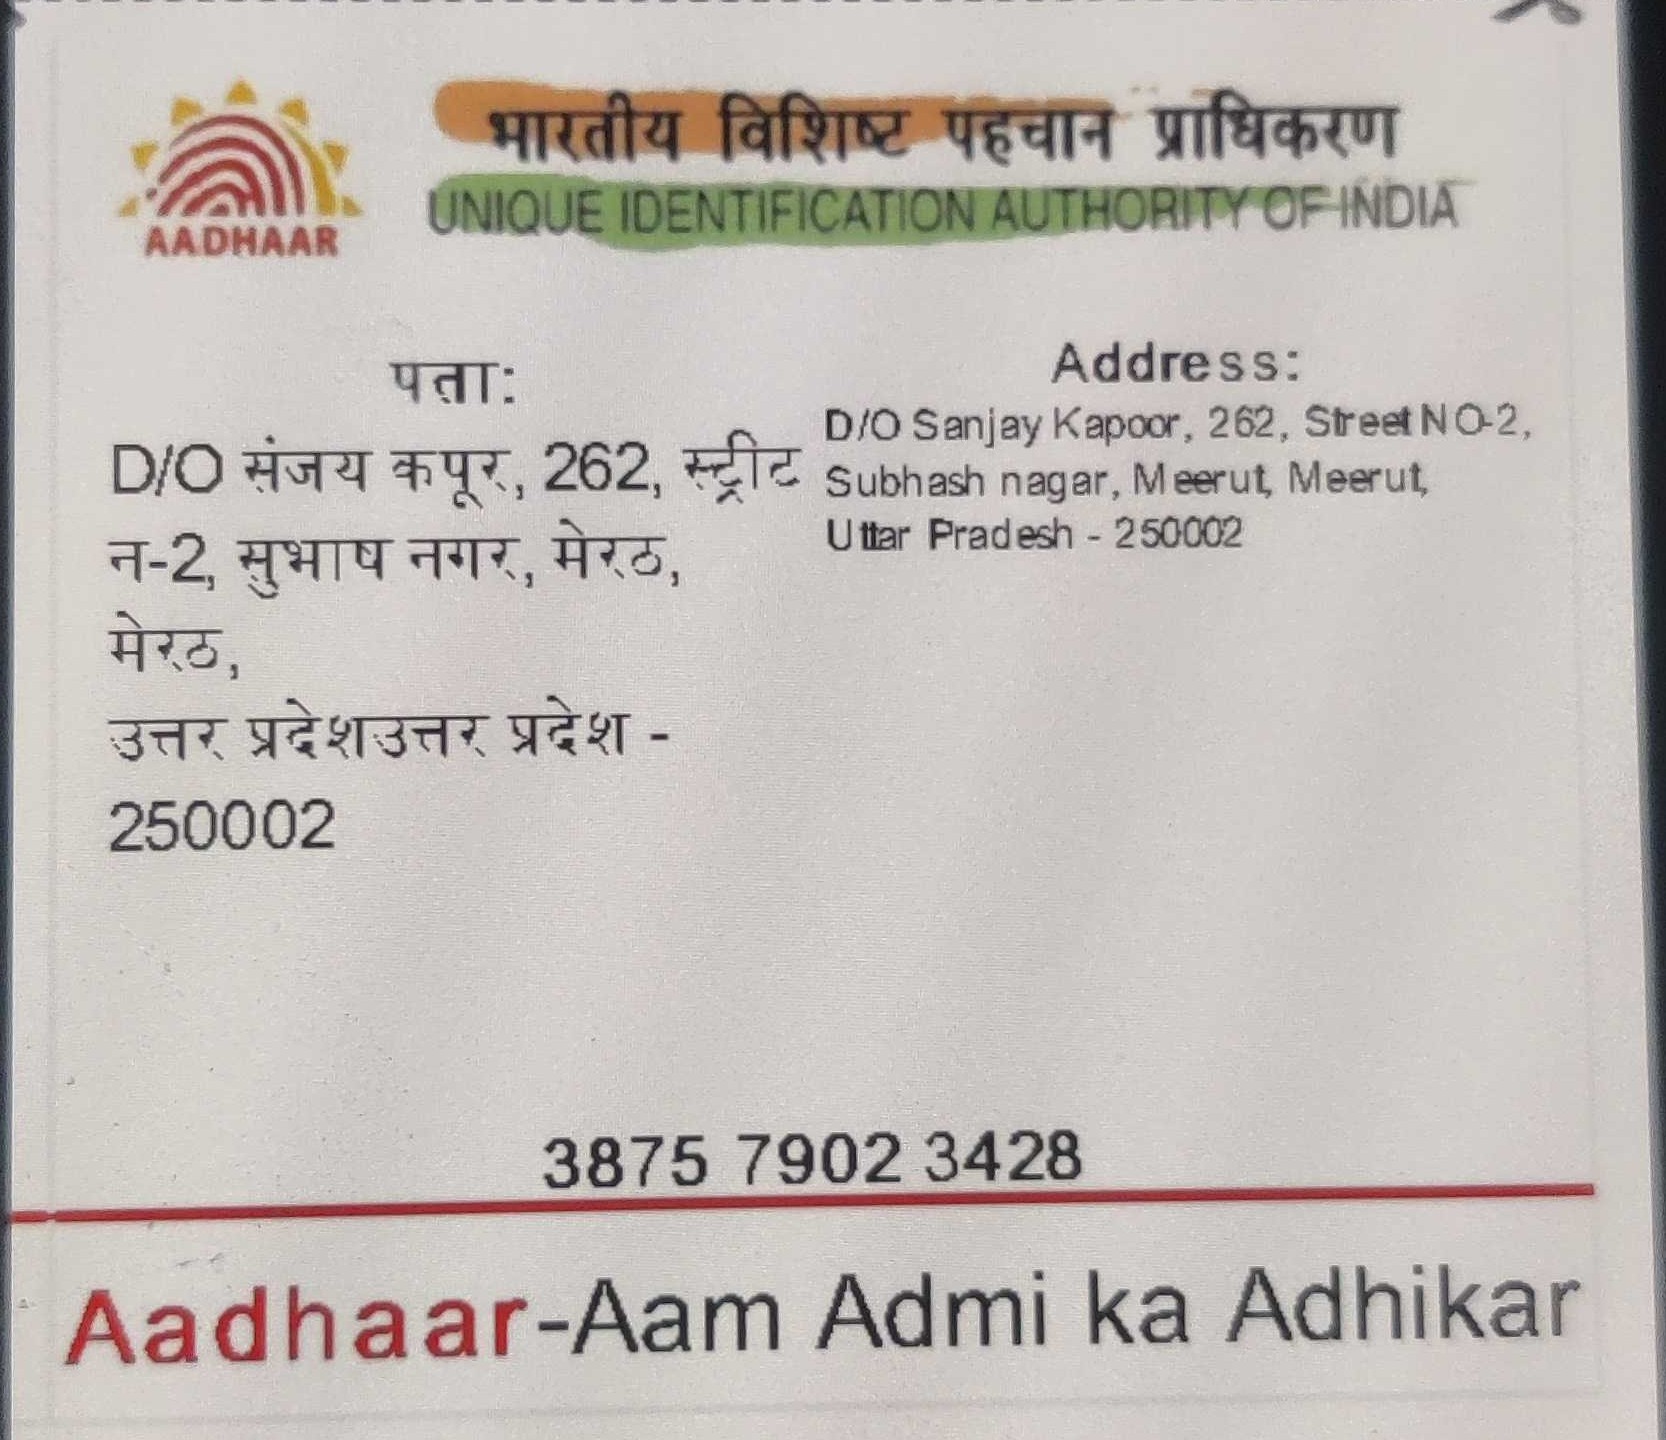 भारतीय विशिष्ट पहचान प्राधिकरण
UNIQUE IDENTIFICATION AUTHORITY OF INDIA
AADHAAR
पता:
D/O संजय कपूर, 262, स्ट्रीट
न-2, सुभाष नगर, मेरठ,
मेरठ,
उत्तर प्रदेशउत्तर प्रदेश -
250002
Address:
D/O Sanjay Kapoor, 262, Street NO-2,
Subhash nagar, Meerut, Meerut,
Uttar Pradesh - 250002
3875 7902 3428
Aadhaar-Aam Admi ka Adhikar